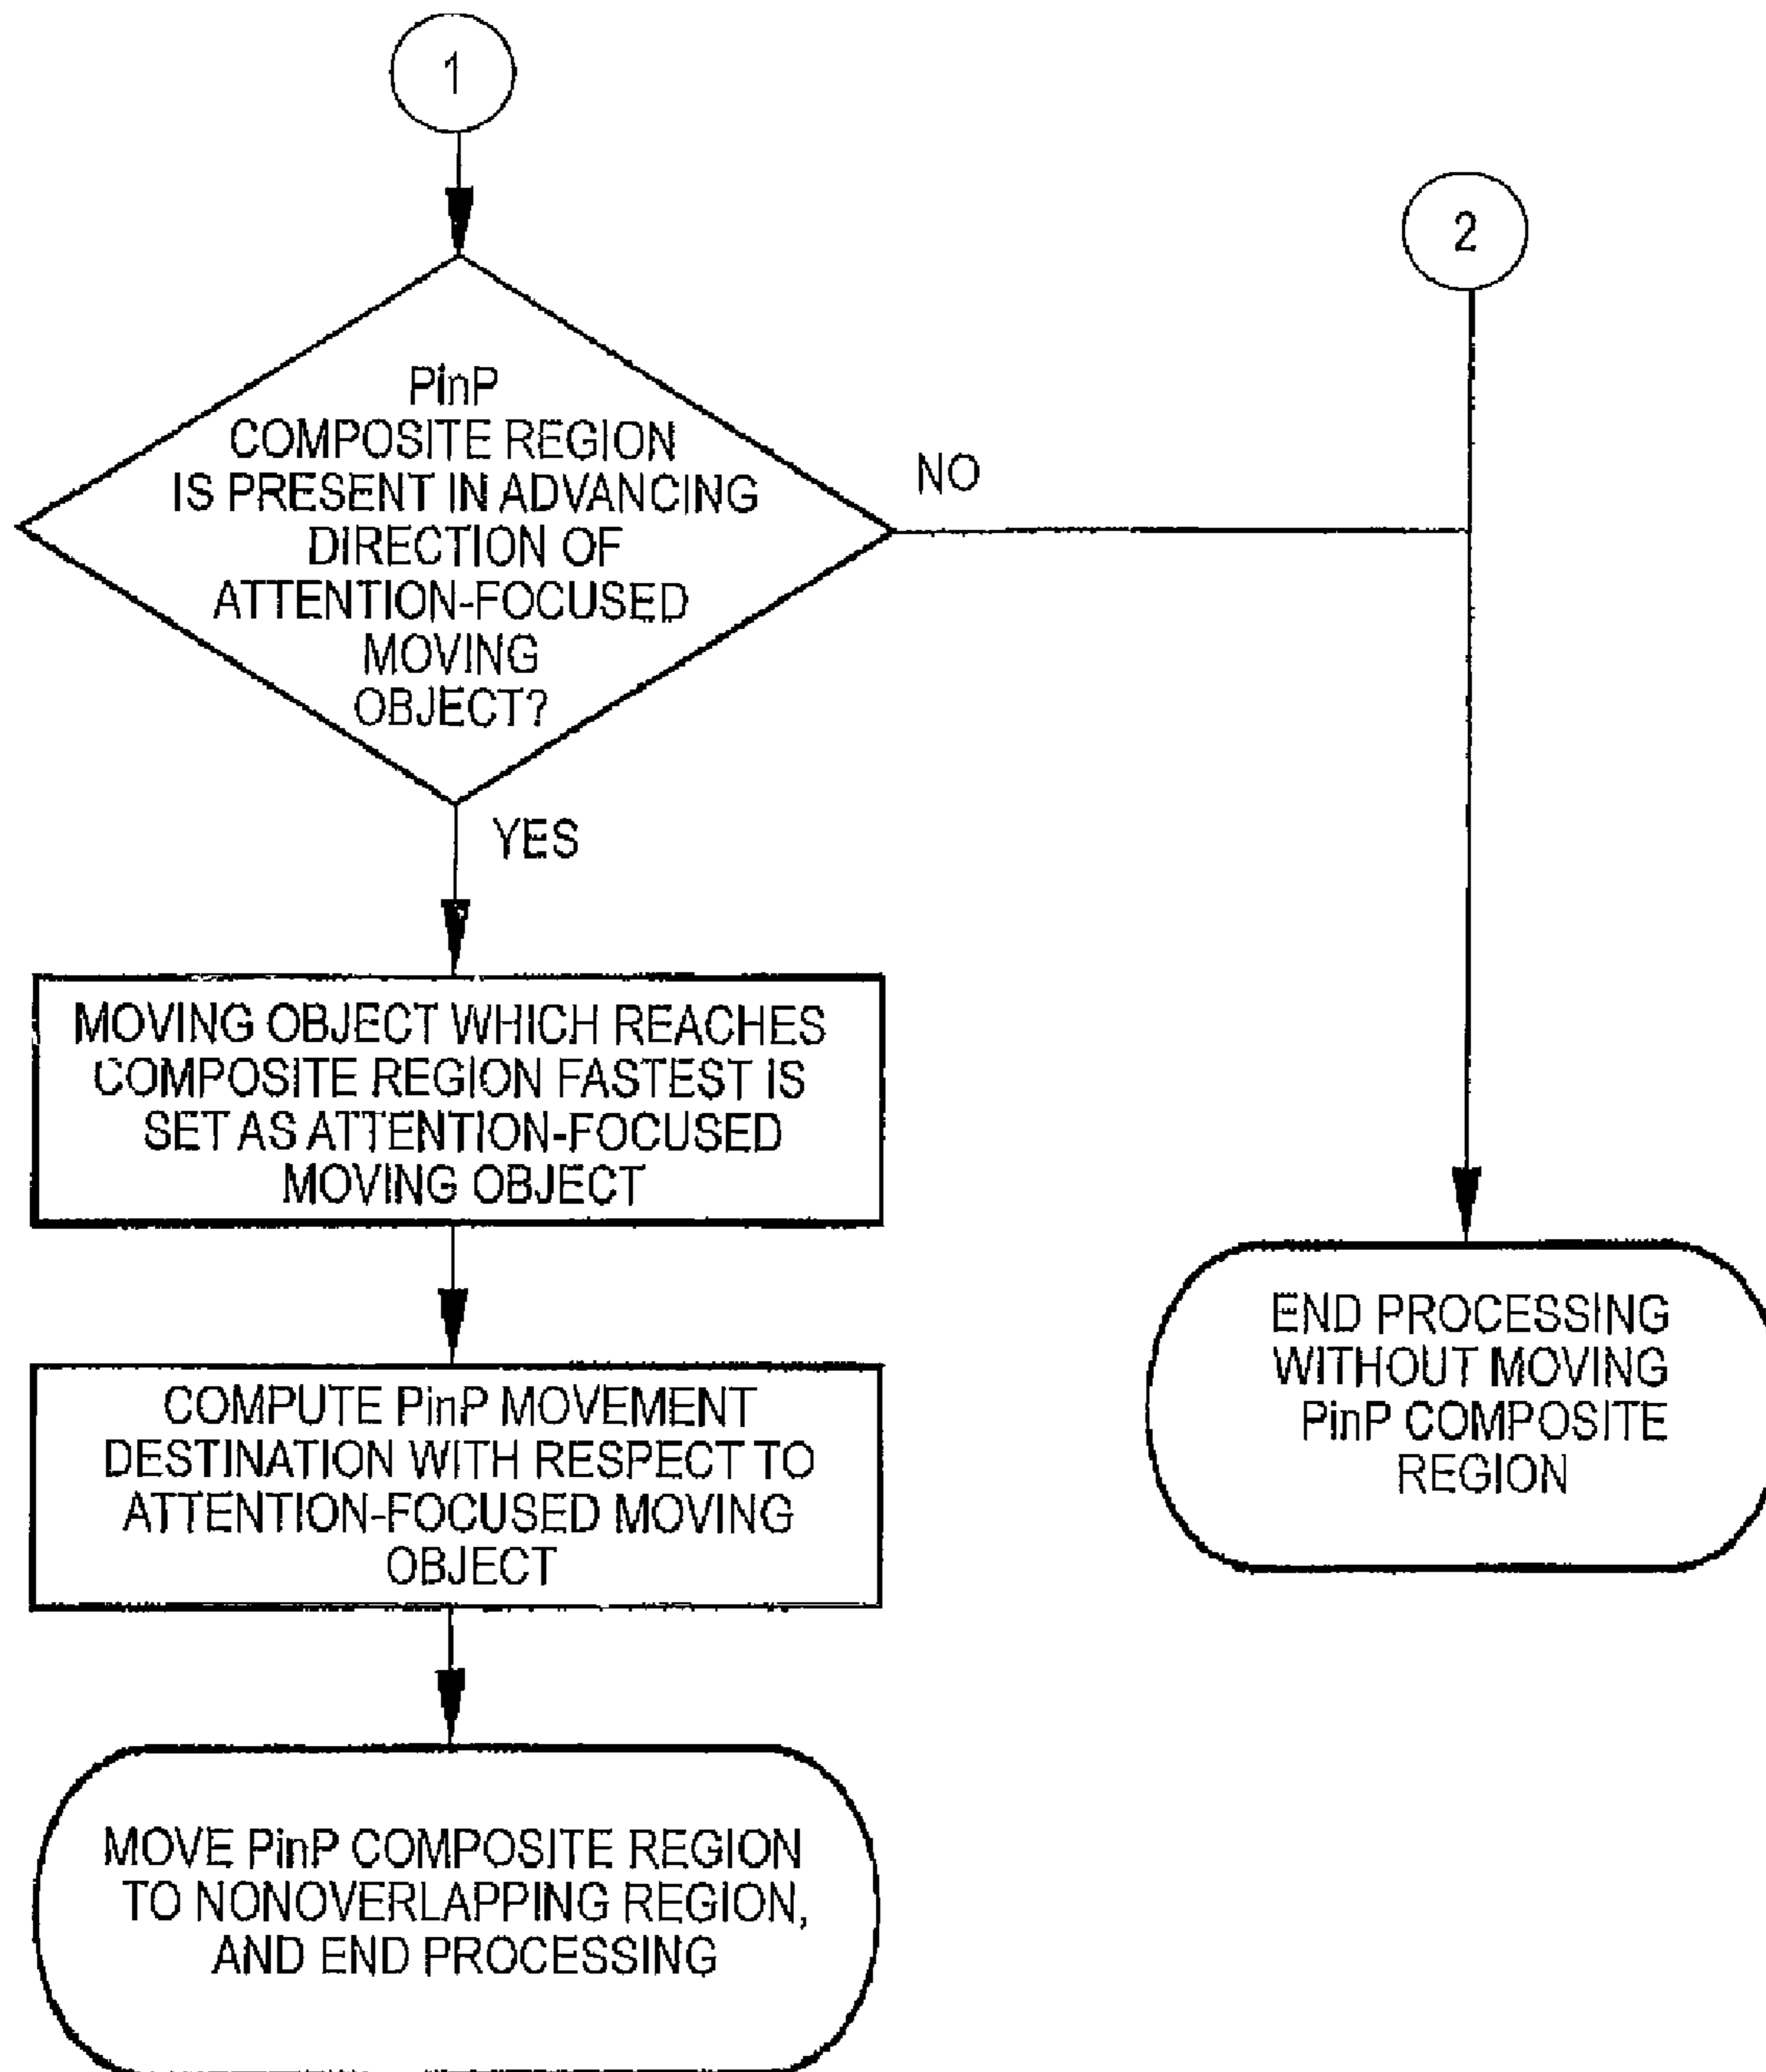 1
PinP
COMPOSITE REGION
IS PRESENT IN ADVANCING
DIRECTION OF
ATTENTION-FOCUSED
MOVING
OBJECT?
NO
YES
MOVING OBJECT WHICH REACHES
COMPOSITE REGION FASTEST IS
SET AS ATTENTION-FOCUSED
MOVING OBJECT
COMPUTE PinP MOVEMENT
DESTINATION WITH RESPECT TO
ATTENTION-FOCUSED MOVING
OBJECT
MOVE PinP COMPOSITE REGION
TO NONOVERLAPPING REGION,
AND END PROCESSING
2
END PROCESSING
WITHOUT MOVING
PinP COMPOSITE
REGION